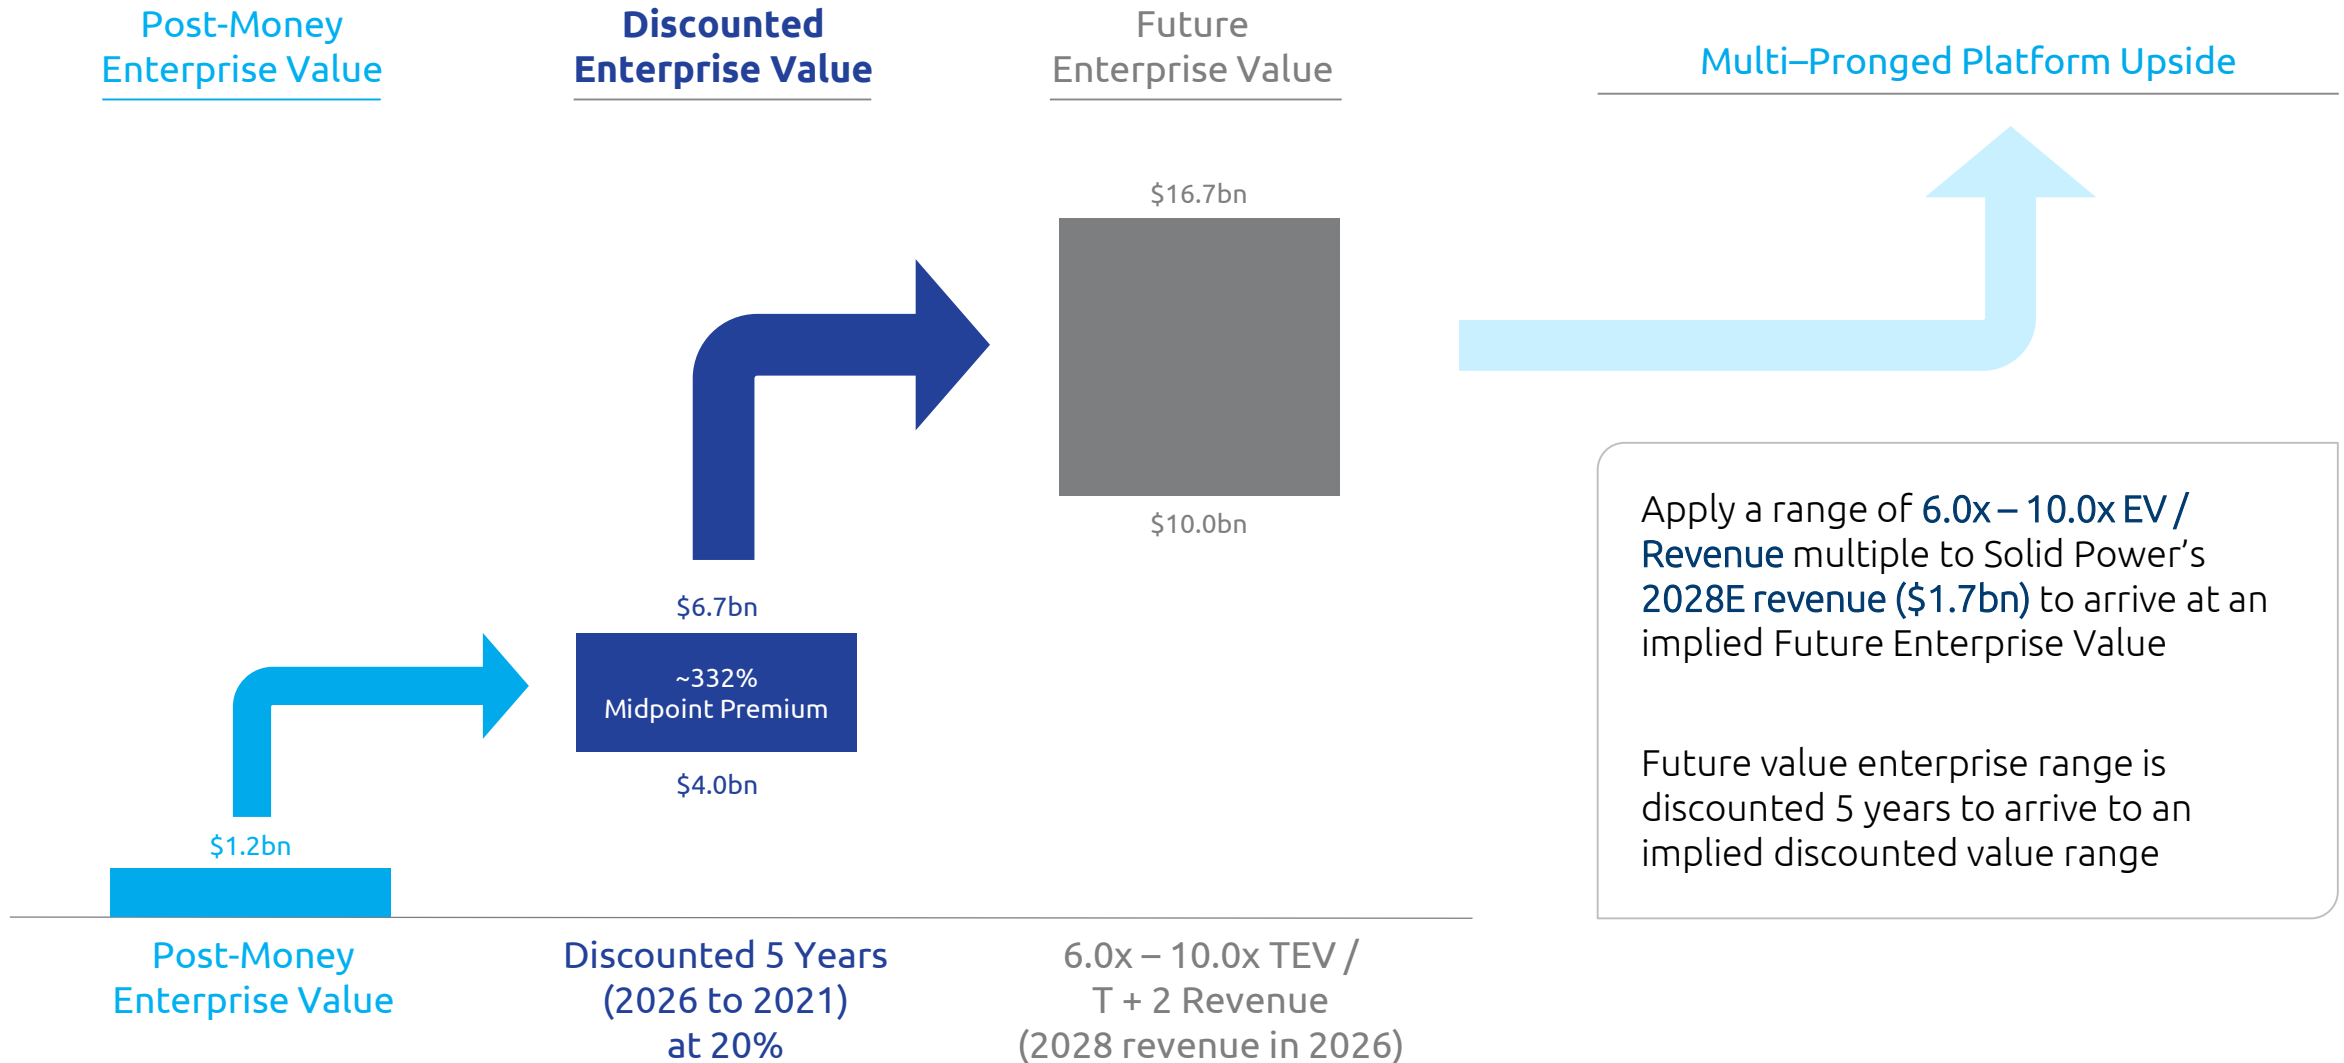 Post-Money
Enterprise Value
Discounted
Enterprise Value
Future
Enterprise Value
Multi–Pronged Platform Upside
$16.7bn
$10.0bn
$6.7bn
~332%
Midpoint Premium
$4.0bn
$1.2bn
Apply a range of 6.0x – 10.0x EV /
Revenue multiple to Solid Power’s
2028E revenue ($1.7bn) to arrive at an
implied Future Enterprise Value
Future value enterprise range is
discounted 5 years to arrive to an
implied discounted value range
Post-Money
Enterprise Value
Discounted 5 Years
(2026 to 2021)
at 20%
6.0x – 10.0x TEV /
T + 2 Revenue
(2028 revenue in 2026)